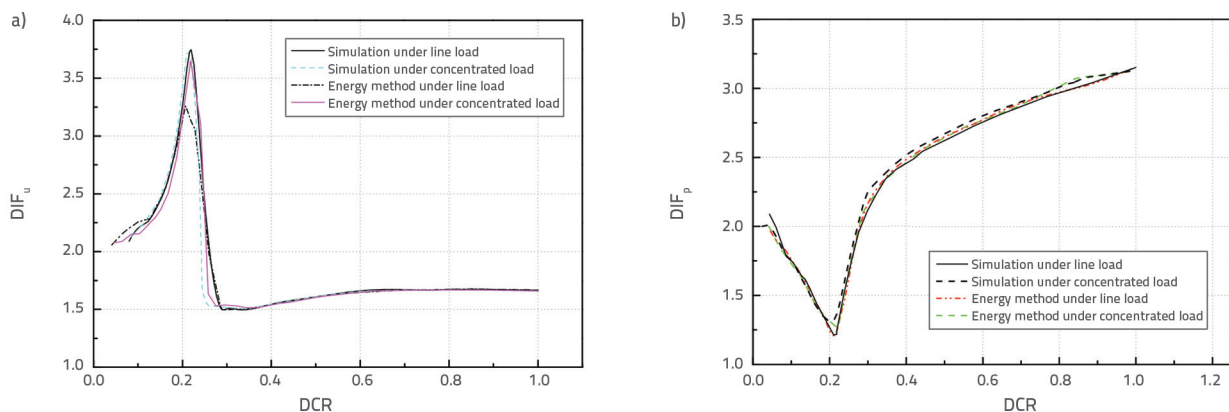 a)
4.0
3.5
3.0
2.5
2.0
1.5
1.0
DIFu
Simulation under line load
Simulation under concentrated load
Energy method under line load
Energy method under concentrated load
0.0 0.2 0.4 0.6 0.8 1.0
DCR
b)
3.5
3.0
2.5
2.0
1.5
1.0
DIFp
Simulation under line load
Simulation under concentrated load
Energy method under line load
Energy method under concentrated load
0.0 0.2 0.4 0.6 0.8 1.0 1.2
DCR